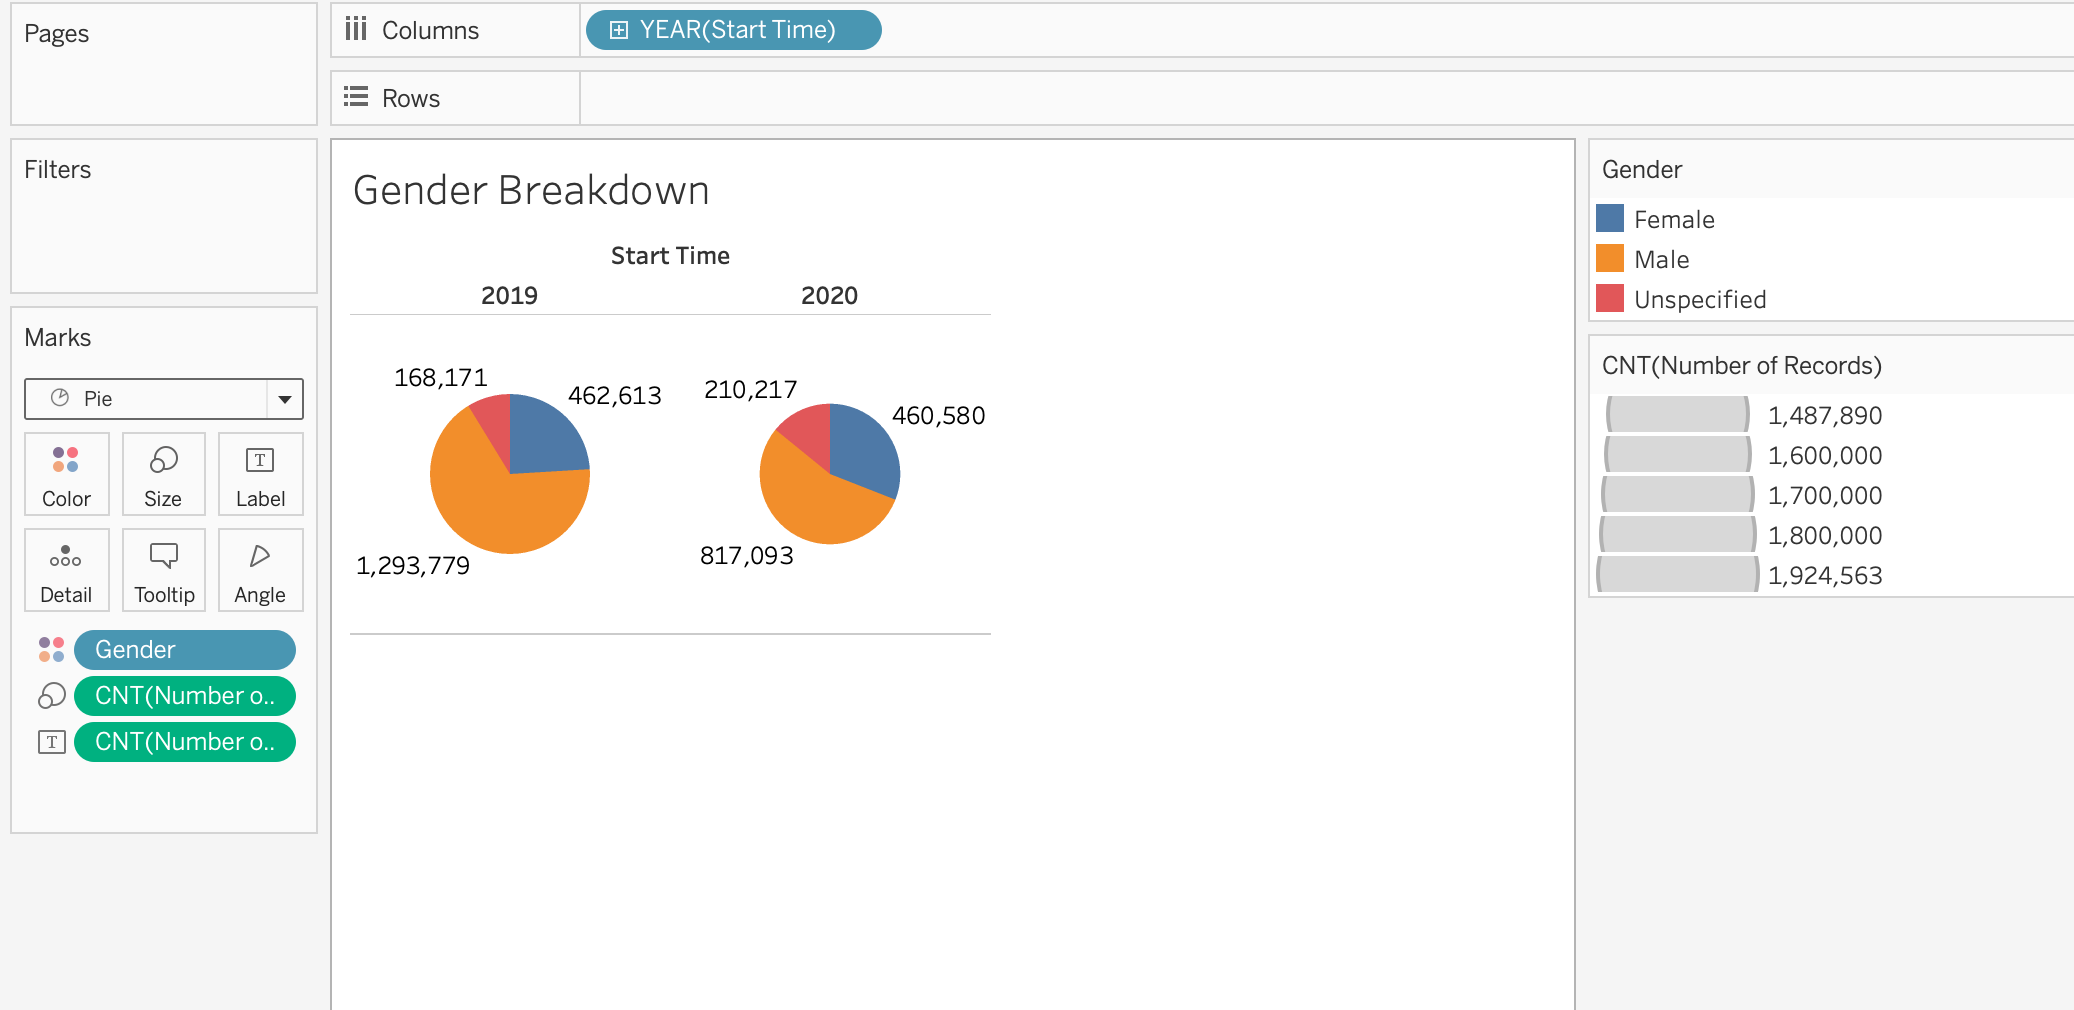 Pages
Columns
YEAR(Start Time)
Rows
Filters
Marks
Pie
Color
Size
T
Label
Detail
Tooltip
Angle
Gender
CNT(Number o..
T
CNT(Number o..
Gender Breakdown
Start Time
2019
2020
168,171
462,613
1,293,779
210,217
460,580
817,093
Gender
Female
Male
Unspecified
CNT(Number of Records)
1,487,890
1,600,000
1,700,000
1,800,000
1,924,563